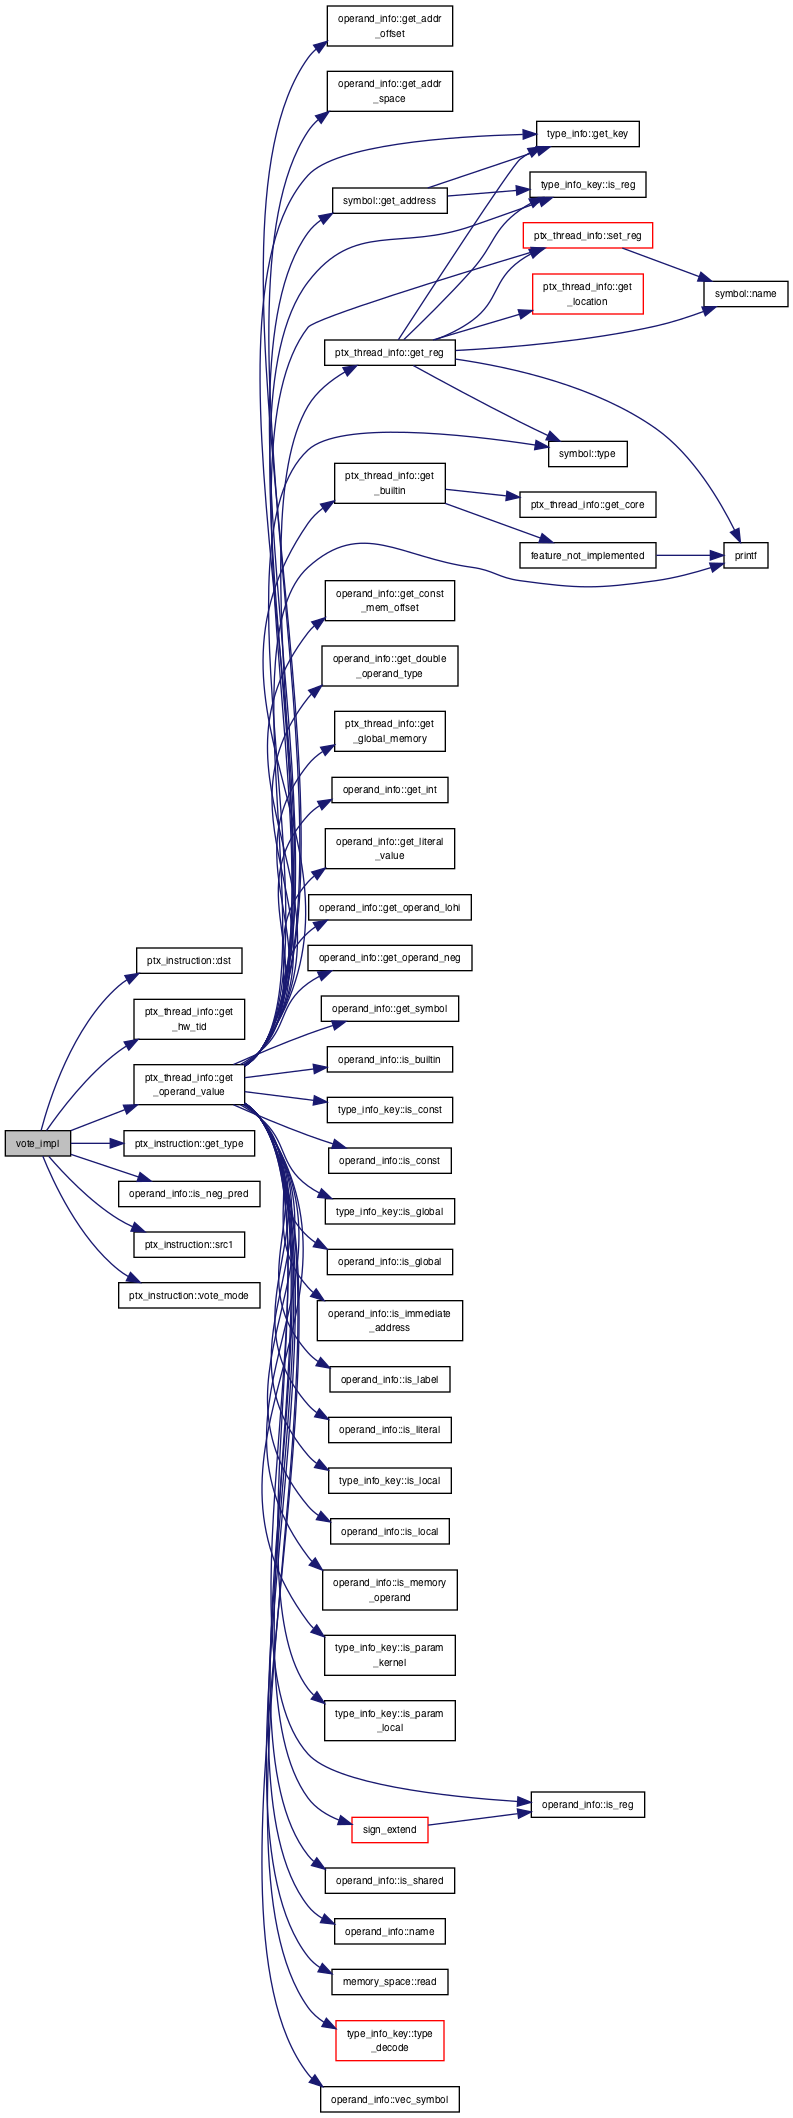 operand_info::get_addr
_offset
operand_info::get_addr
_space
type_info::get_key
type_info_key::is_reg
symbol::get_address
ptx_thread_info::set_reg
ptx_thread_info::get
_location
symbol::name
ptx_thread_info::get_reg
symbol::type
ptx_thread_info::get
_builtin
ptx_thread_info::get_core
feature_not_implemented
printf
operand_info::get_const
_mem_offset
operand_info::get_double
_operand_type
ptx_thread_info::get
_global_memory
operand_info::get_int
operand_info::get_literal
_value
operand_info::get_operand_lohi
operand_info::get_operand_neg
ptx_instruction::dst
ptx_thread_info::get
_hw_tid
operand_info::get_symbol
operand_info::is_builtin
ptx_thread_info::get
_operand_value
type_info_key::is_const
vote_impl
ptx_instruction::get_type
operand_info::is_const
operand_info::is_neg_pred
type_info_key::is_global
ptx_instruction::src1
operand_info::is_global
ptx_instruction::vote_mode
operand_info::is_immediate
_address
operand_info::is_label
operand_info::is_literal
type_info_key::is_local
operand_info::is_local
operand_info::is_memory
_operand
type_info_key::is_param
_kernel
type_info_key::is_param
_local
operand_info::is_reg
sign_extend
operand_info::is_shared
operand_info::name
memory_space::read
type_info_key::type
_decode
operand_info::vec_symbol